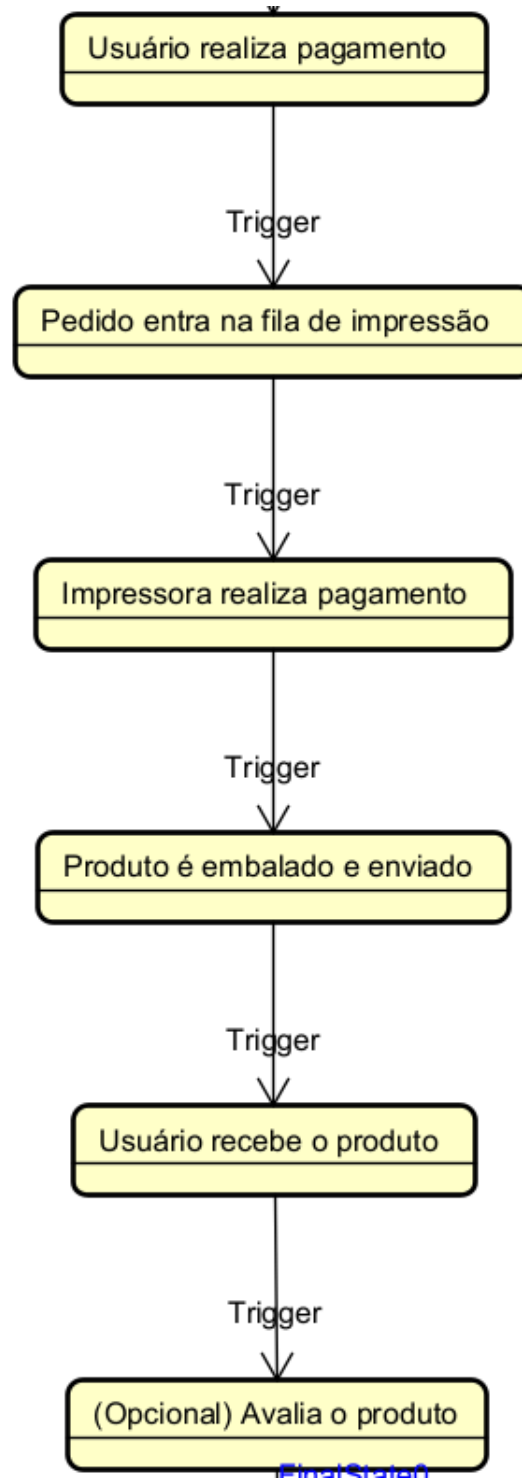 Usuário realiza pagamento
Trigger
Pedido entra na fila de impressão
Trigger
Impressora realiza pagamento
Trigger
Produto é embalado e enviado
Trigger
Usuário recebe o produto
Trigger
(Opcional) Avalia o produto
FinalState0